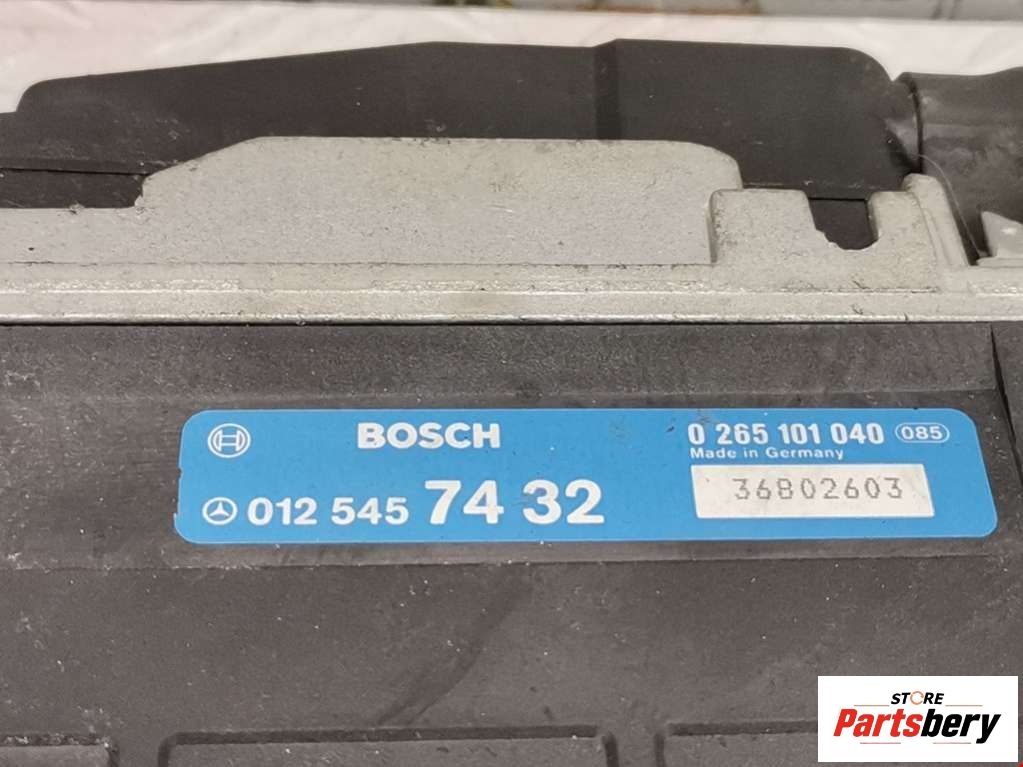 BOSCH
0 265 101 040 085
Made in Germany
012 545 74 32
36802603
STORE
Partsbery